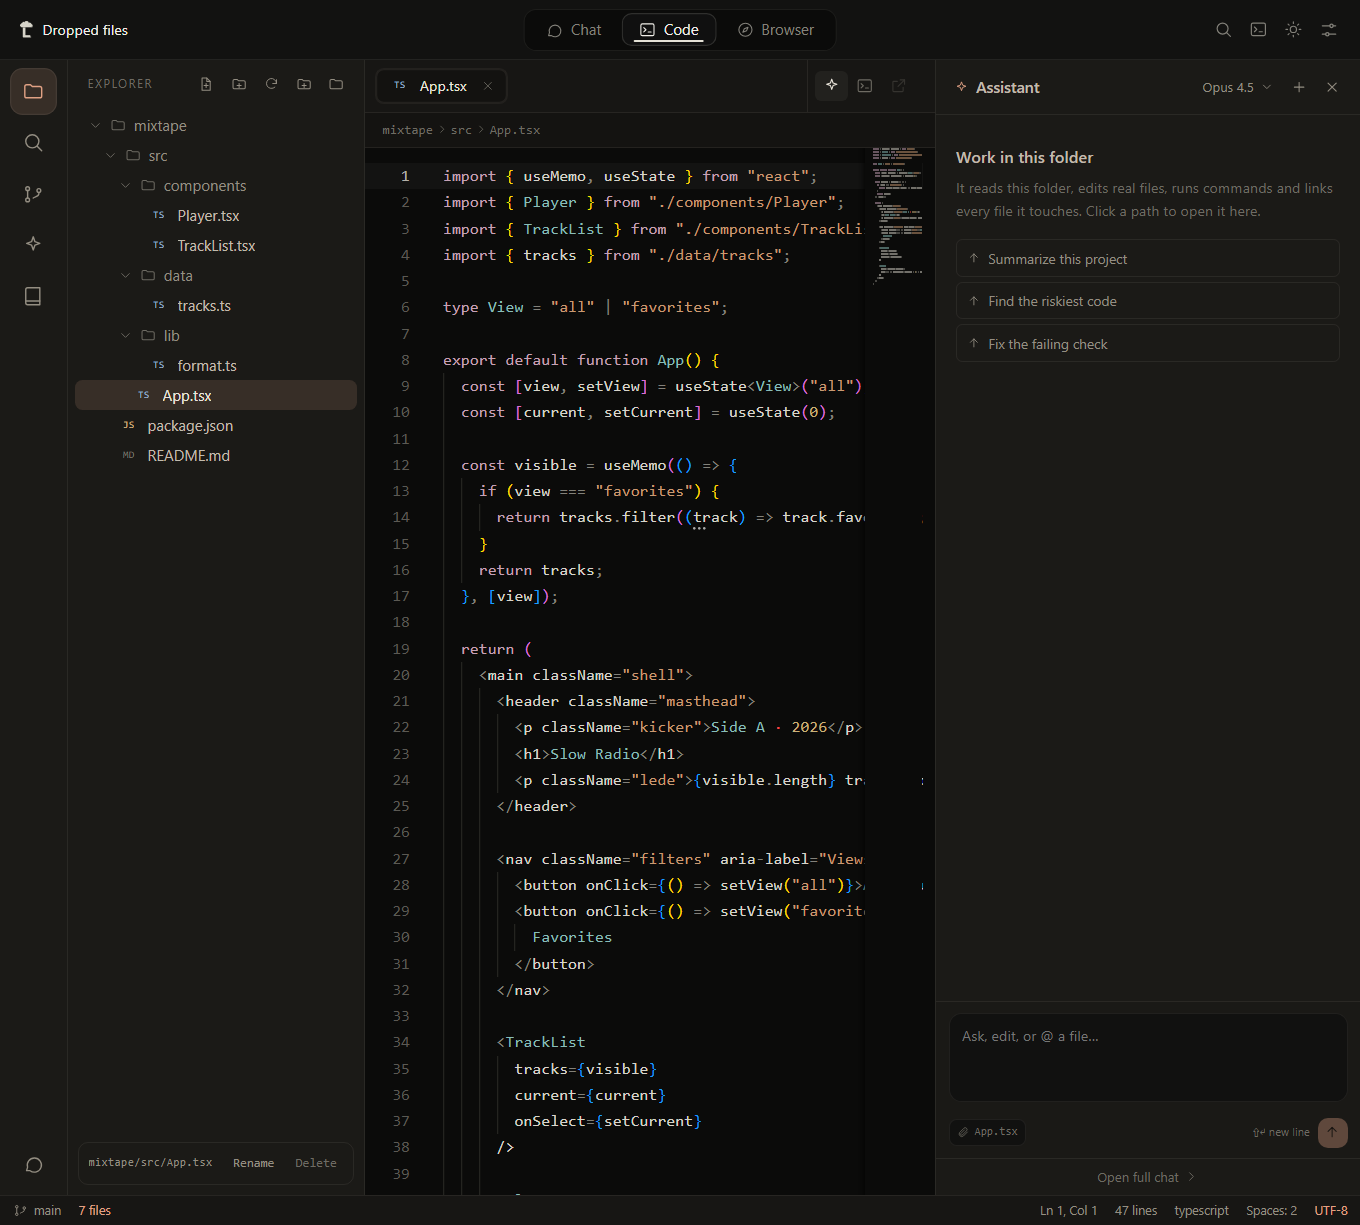 Dropped files
Chat
Code
Browser
EXPLORER
mixtape
src
components
TS Player.tsx
TS TrackList.tsx
data
TS tracks.ts
lib
TS format.ts
TS App.tsx
JS package.json
MD README.md
mixtape/src/App.tsx Rename Delete
TS App.tsx
mixtape > src > App.tsx
1 import { useMemo, useState } from "react";
2 import { Player } from "./components/Player";
3 import { TrackList } from "./components/TrackLi
4 import { tracks } from "./data/tracks";
5
6 type View = "all" | "favorites";
7
8 export default function App() {
9 const [view, setView] = useState<View>("all")
10 const [current, setCurrent] = useState(0);
11
12 const visible = useMemo(() => {
13 if (view === "favorites") {
14 return tracks.filter((track) => track.fav
15 }
16 return tracks;
17 }, [view]);
18
19 return (
20 <main className="shell">
21 <header className="masthead">
22 <p className="kicker">Side A · 2026</p>
23 <h1>Slow Radio</h1>
24 <p className="lede">{visible.length} tra
25 </header>
26
27 <nav className="filters" aria-label="View
28 <button onClick={() => setView("all")}>
29 <button onClick={() => setView("favorit
30 Favorites
31 </button>
32 </nav>
33
34 <TrackList
35 tracks={visible}
36 current={current}
37 onSelect={setCurrent}
38 />
39
Assistant
Opus 4.5
Work in this folder
It reads this folder, edits real files, runs commands and links
every file it touches. Click a path to open it here.
Summarize this project
Find the riskiest code
Fix the failing check
Ask, edit, or @ a file...
App.tsx
⇧↵ new line
Open full chat >
main 7 files
Ln 1, Col 1 47 lines typescript Spaces: 2 UTF-8